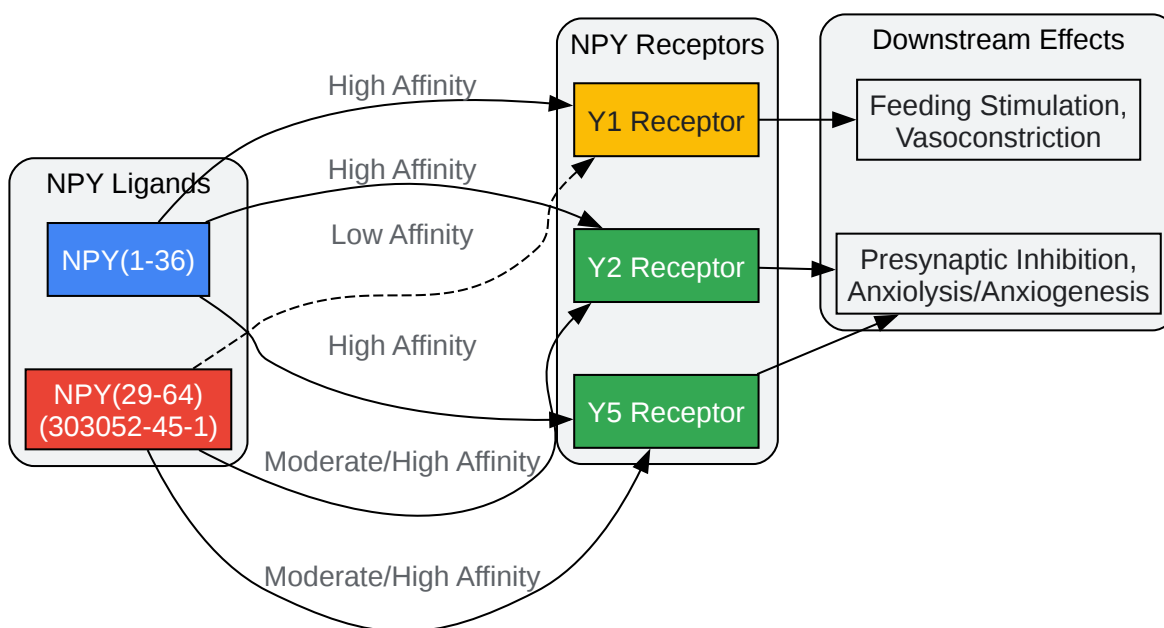 NPY Ligands
NPY(1-36)
NPY(29-64)
(303052-45-1)
High Affinity
High Affinity
Low Affinity
High Affinity
Moderate/High Affinity
Moderate/High Affinity
NPY Receptors
Y1 Receptor
Y2 Receptor
Y5 Receptor
Downstream Effects
Feeding Stimulation,
Vasoconstriction
Presynaptic Inhibition,
Anxiolysis/Anxiogenesis